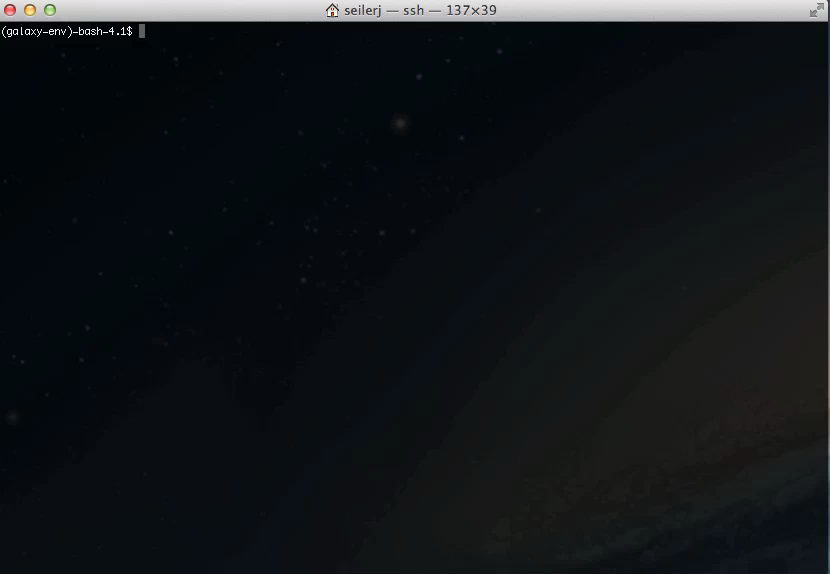 seilerj — ssh — 137×39
(galaxy-env)-bash-4.1$